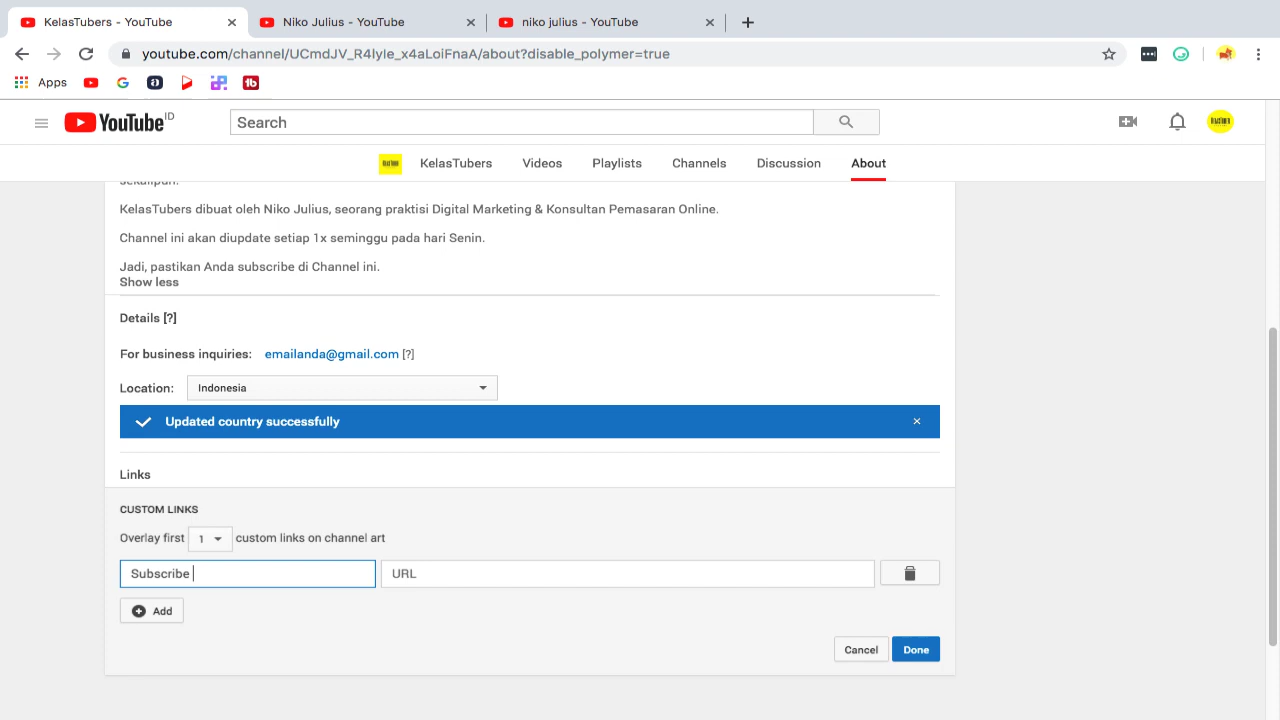 KelasTubers - YouTube
Niko Julius - YouTube
niko julius - YouTube
youtube.com/channel/UCmdJV_R4lyIe_x4aLoiFnaA/about?disable_polymer=true
Apps
YouTube ID
Search
KelasTubers Videos Playlists Channels Discussion About
sekalipun.
KelasTubers dibuat oleh Niko Julius, seorang praktisi Digital Marketing & Konsultan Pemasaran Online.
Channel ini akan diupdate setiap 1x seminggu pada hari Senin.
Jadi, pastikan Anda subscribe di Channel ini.
Show less
Details [?]
For business inquiries: emailanda@gmail.com [?]
Location: Indonesia
Updated country successfully
Links
CUSTOM LINKS
Overlay first 1 custom links on channel art
Subscribe
URL
Add
Cancel
Done